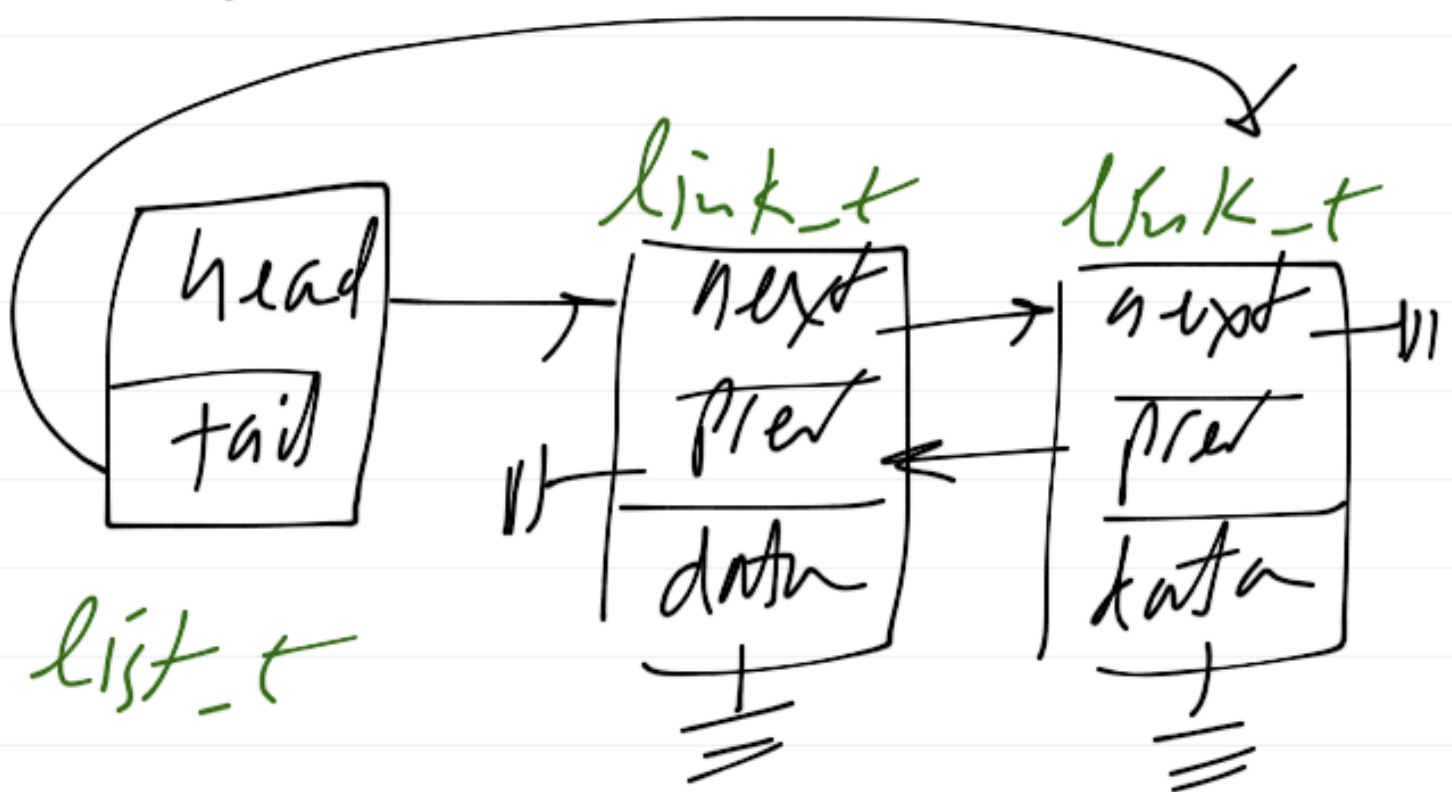 head
tail
list_t
link_t
next
prev
data
link_t
next
prev
data